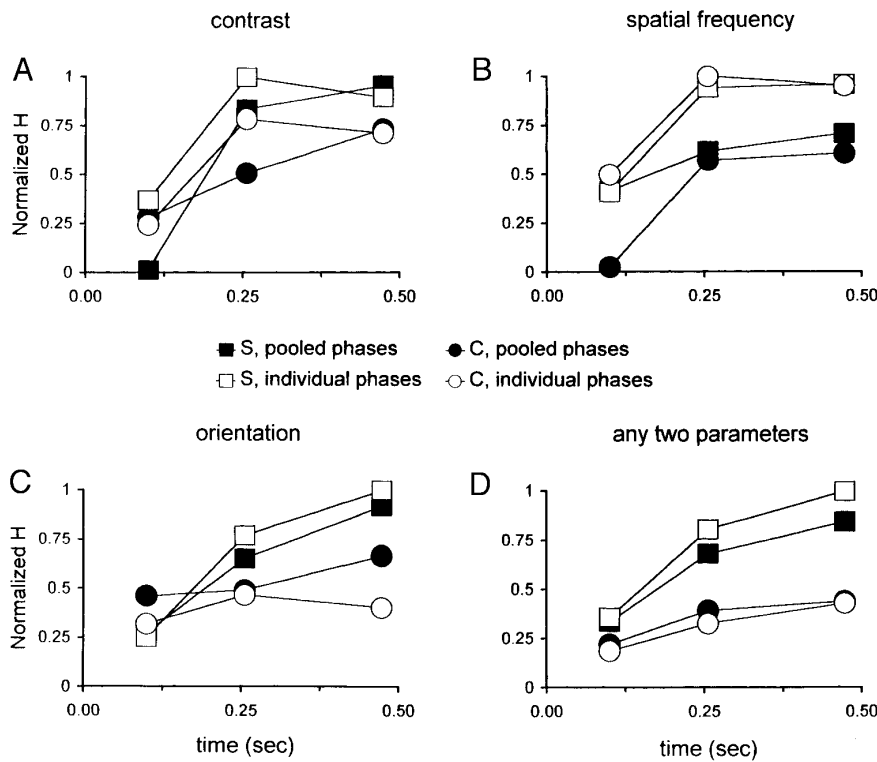 contrast
spatial frequency
A
B
Normalized H
1
0.75
0.5
0.25
0
0.00
0.25
0.50
1
0.75
0.5
0.25
0
0.00
0.25
0.50
S, pooled phases
C, pooled phases
S, individual phases
C, individual phases
orientation
any two parameters
C
D
Normalized H
1
0.75
0.5
0.25
0
0.00
0.25
0.50
time (sec)
1
0.75
0.5
0.25
0
0.00
0.25
0.50
time (sec)